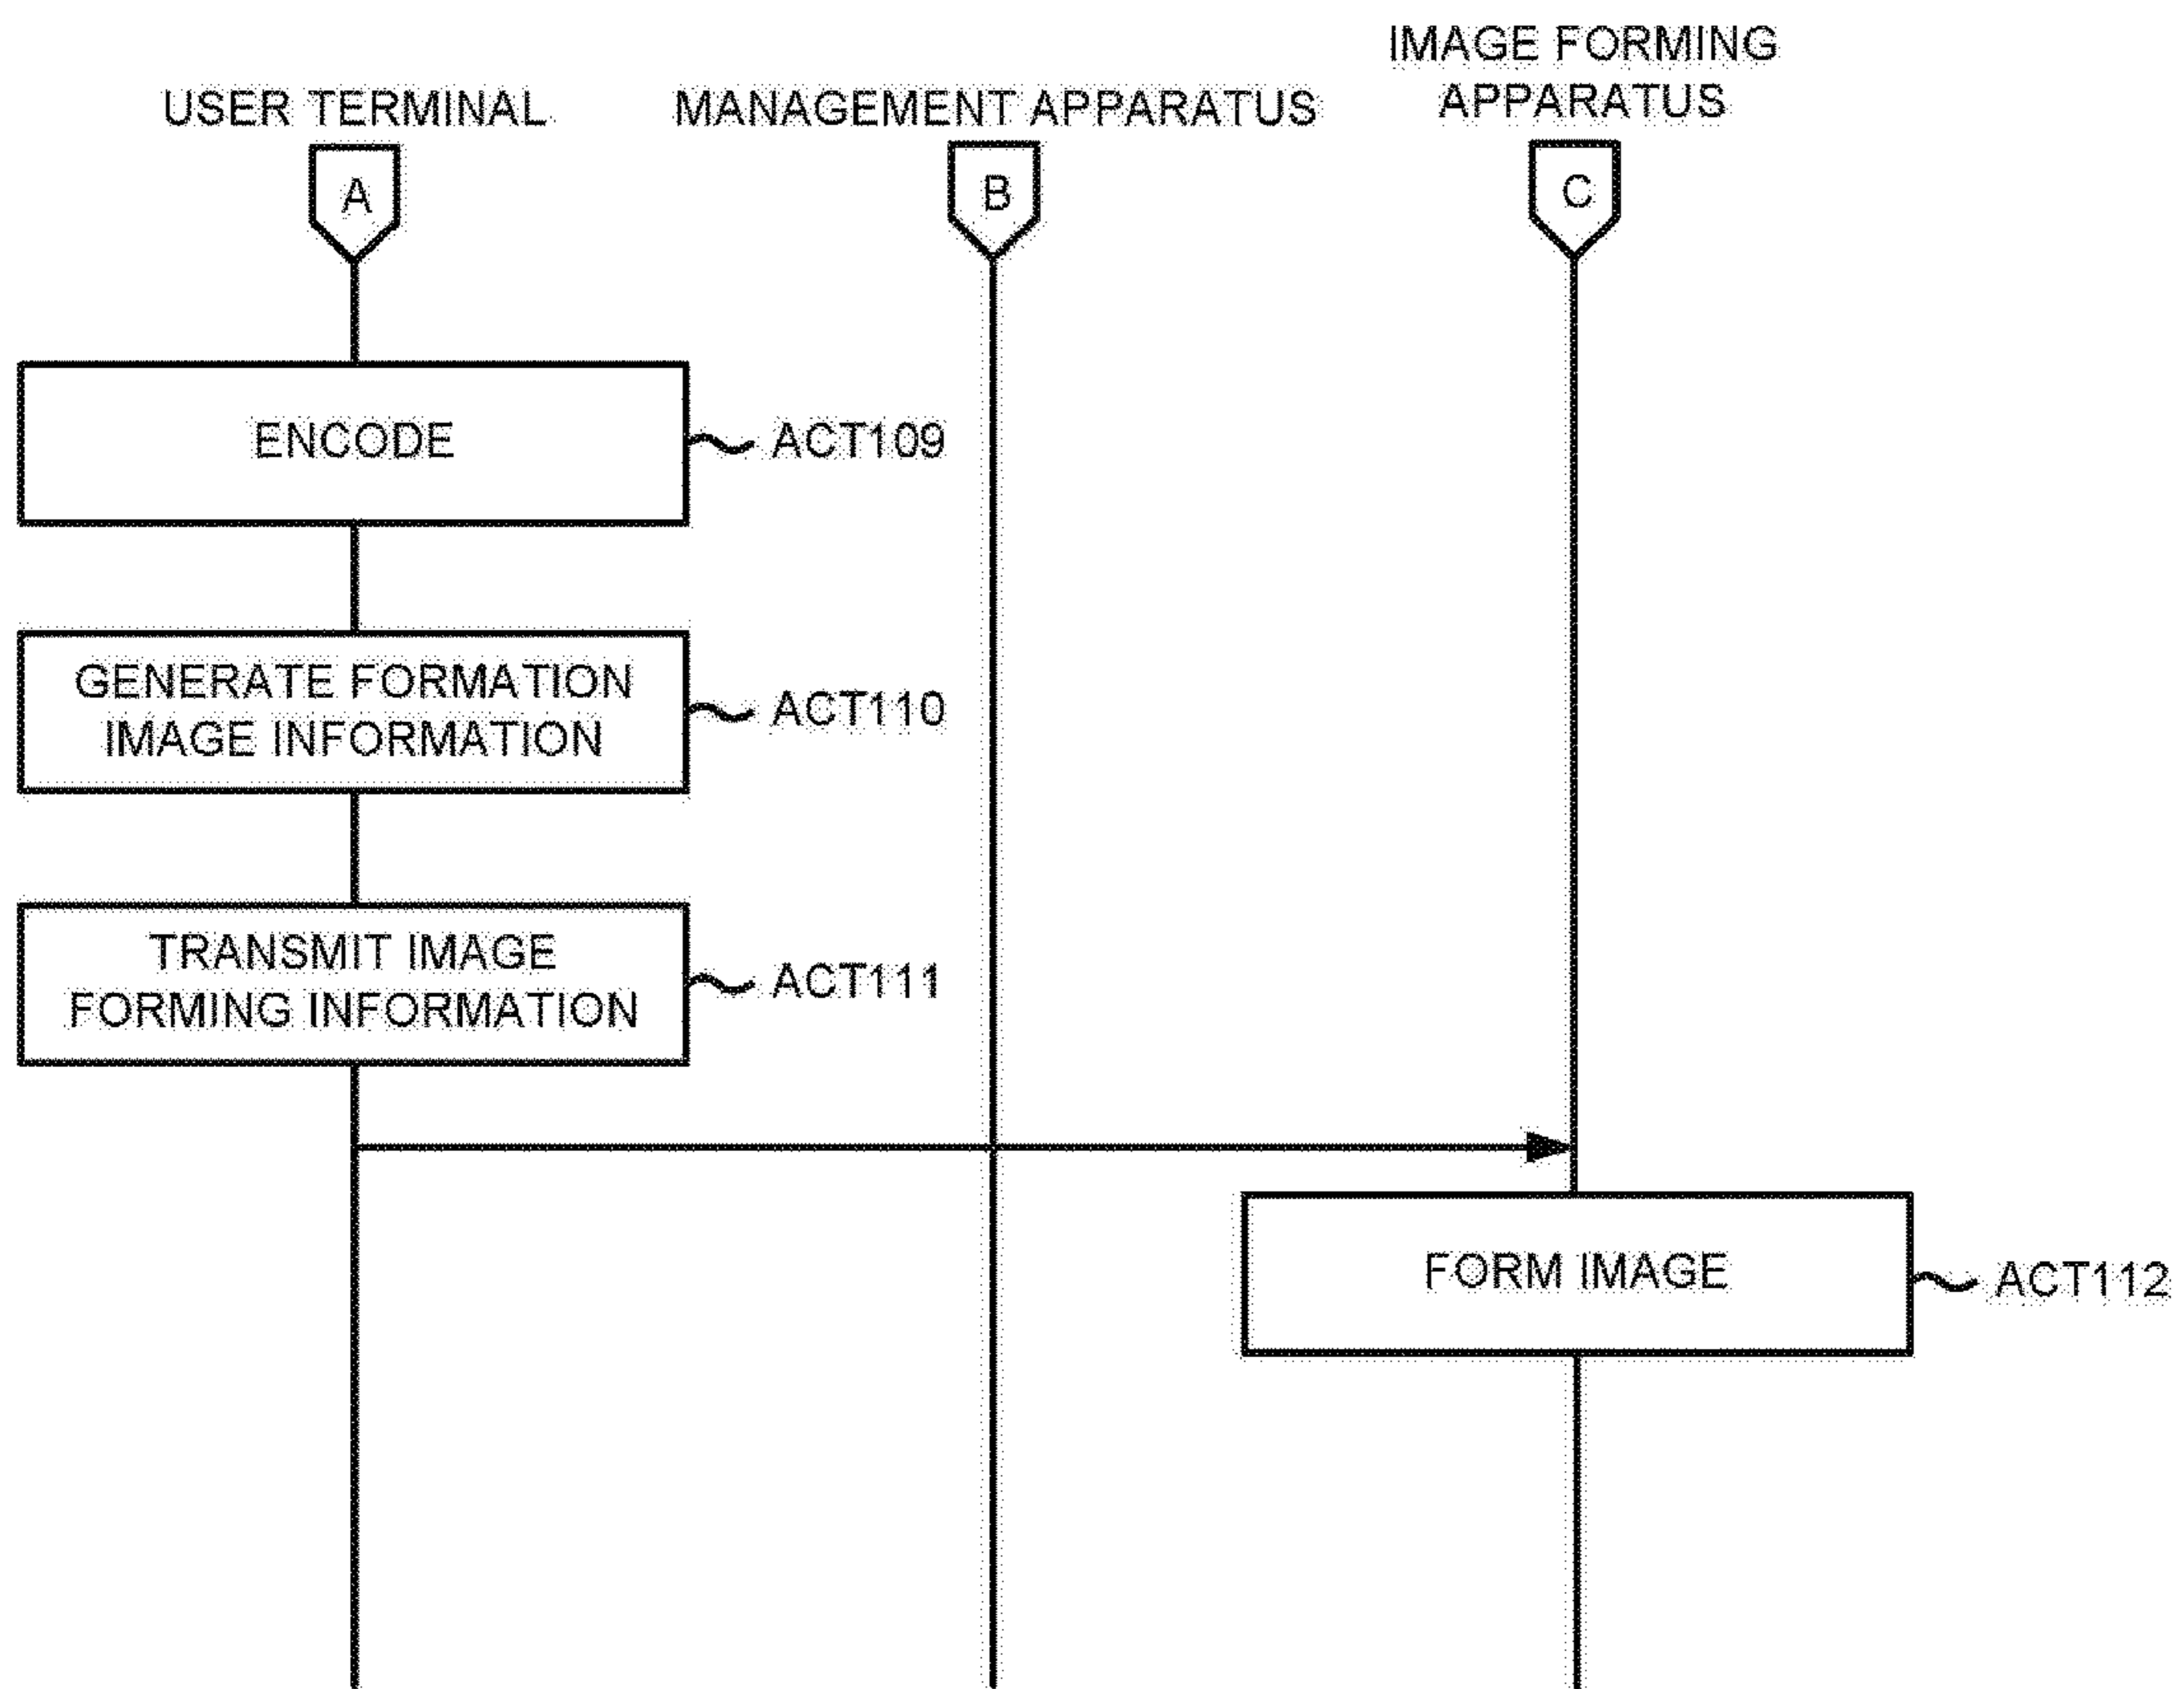 USER TERMINAL
MANAGEMENT APPARATUS
IMAGE FORMING
APPARATUS
A
B
C
ENCODE
ACT109
GENERATE FORMATION
IMAGE INFORMATION
ACT110
TRANSMIT IMAGE
FORMING INFORMATION
ACT111
FORM IMAGE
ACT112